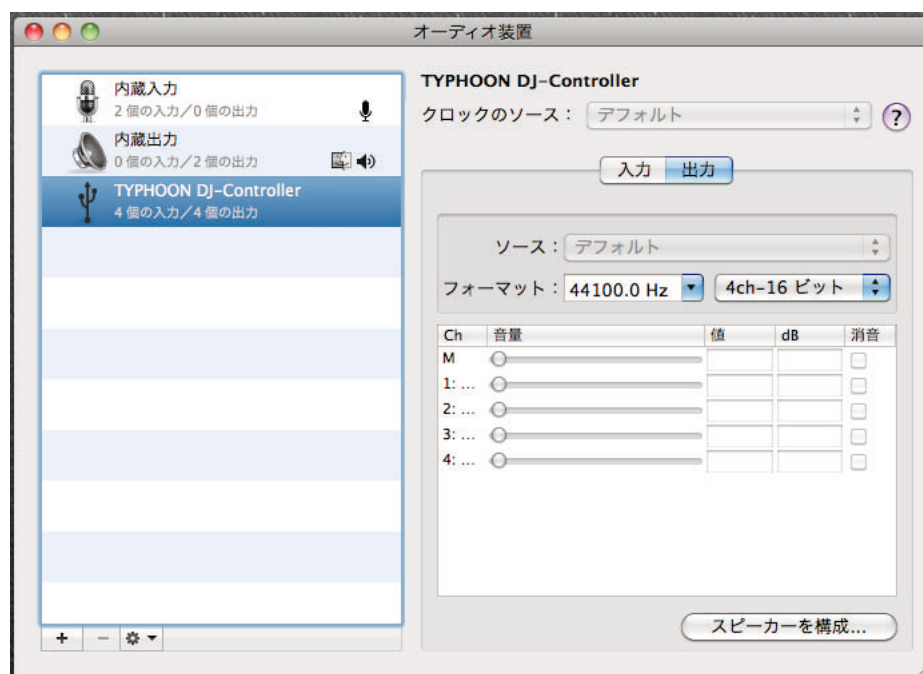 オーディオ装置
内蔵入力
2 個の入力／0 個の出力
内蔵出力
0 個の入力／2 個の出力
TYPHOON DJ-Controller
4 個の入力／4 個の出力
TYPHOON DJ-Controller
クロックのソース： デフォルト ?
入力 出力
ソース： デフォルト
フォーマット： 44100.0 Hz 4ch-16 ビット
Ch 音量 値 dB 消音
M
1: ...
2: ...
3: ...
4: ...
スピーカーを構成...
+ −